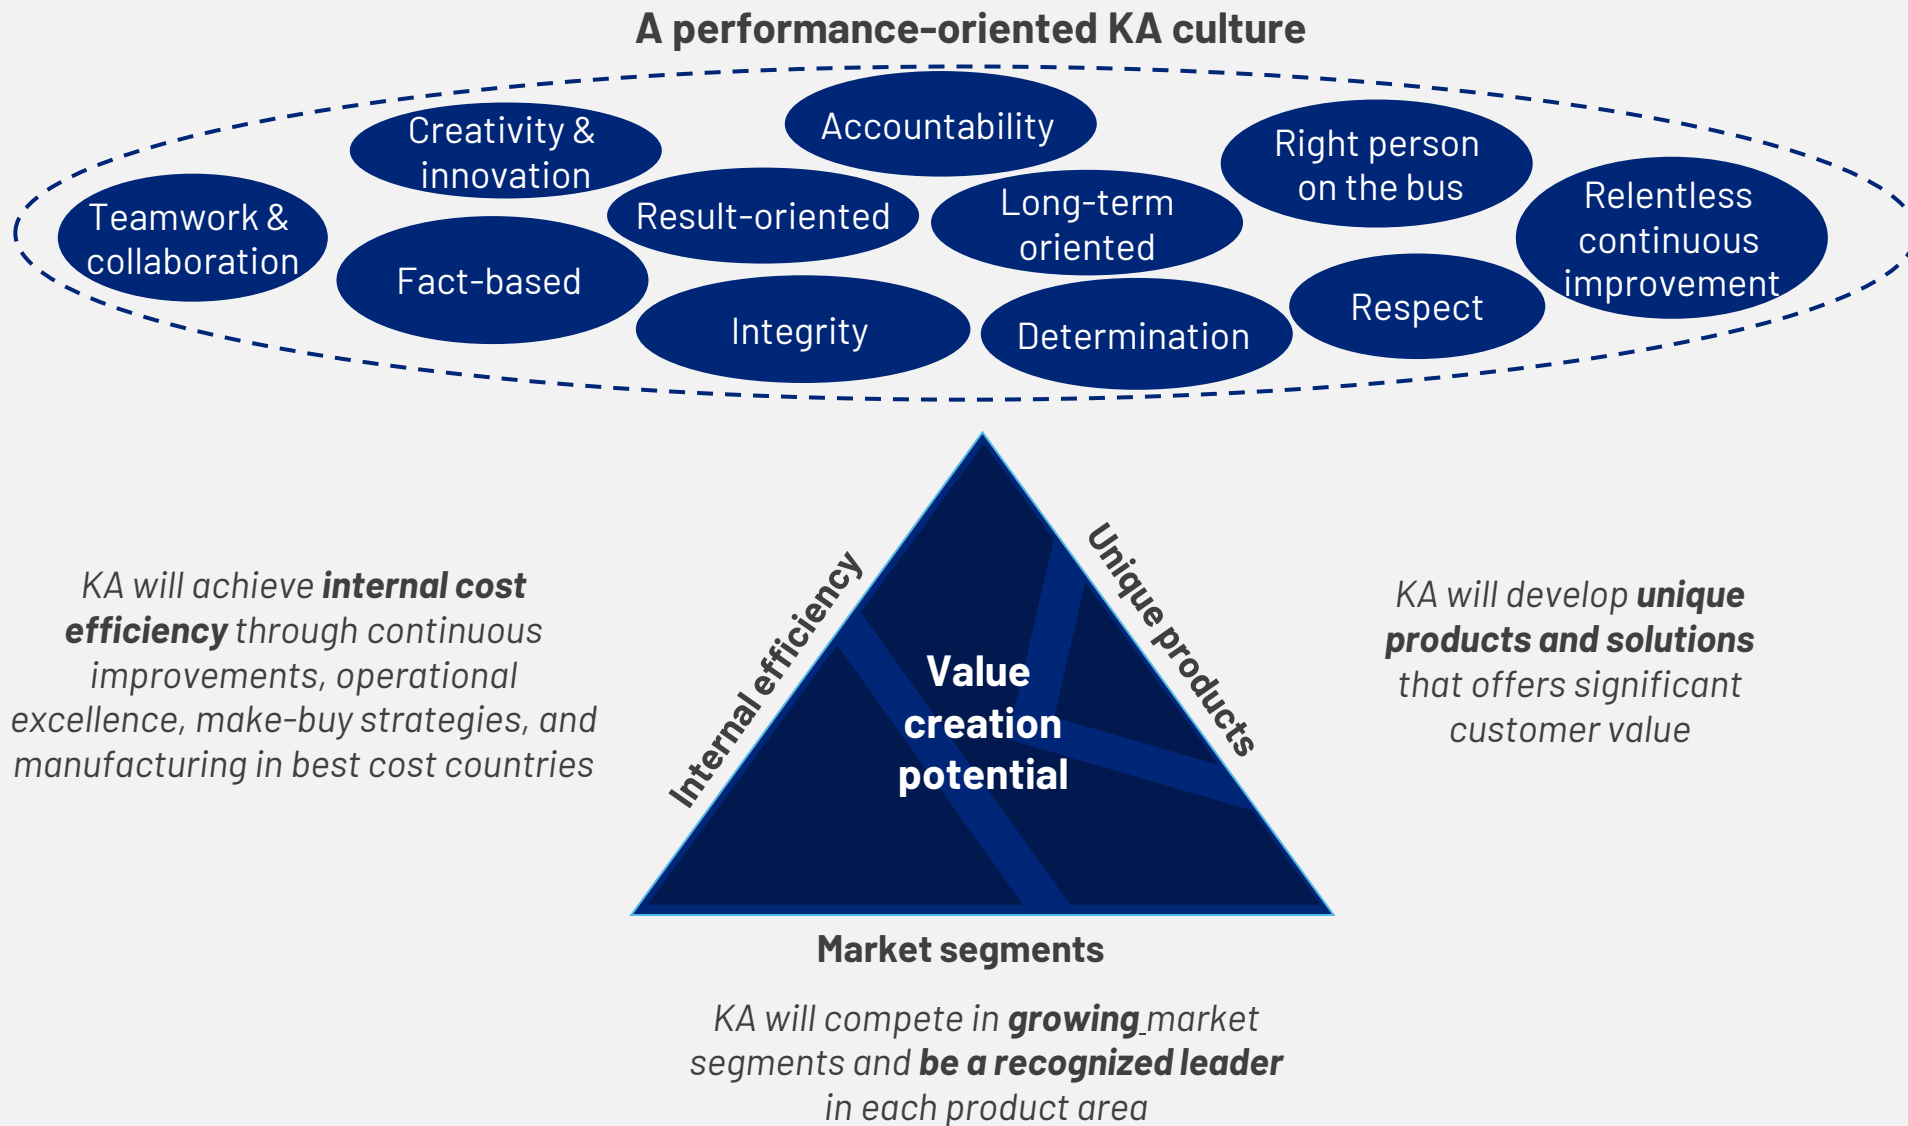 A performance-oriented KA culture
Teamwork &
collaboration
Creativity &
innovation
Fact-based
Result-oriented
Accountability
Integrity
Long-term
oriented
Determination
Right person
on the bus
Respect
Relentless
continuous
improvement
KA will achieve internal cost
efficiency through continuous
improvements, operational
excellence, make-buy strategies, and
manufacturing in best cost countries
Internal efficiency
Value
creation
potential
Unique products
KA will develop unique
products and solutions
that offers significant
customer value
Market segments
KA will compete in growing market
segments and be a recognized leader
in each product area